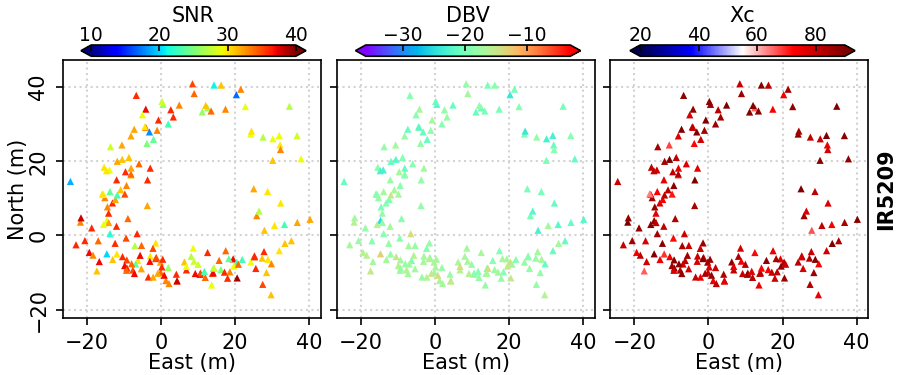 SNR DBV Xc
10 20 30 40 −30 −20 −10 20 40 60 80
40
20
0
−20
North (m)
IR5209
−20 0 20 40 −20 0 20 40 −20 0 20 40
East (m) East (m) East (m)